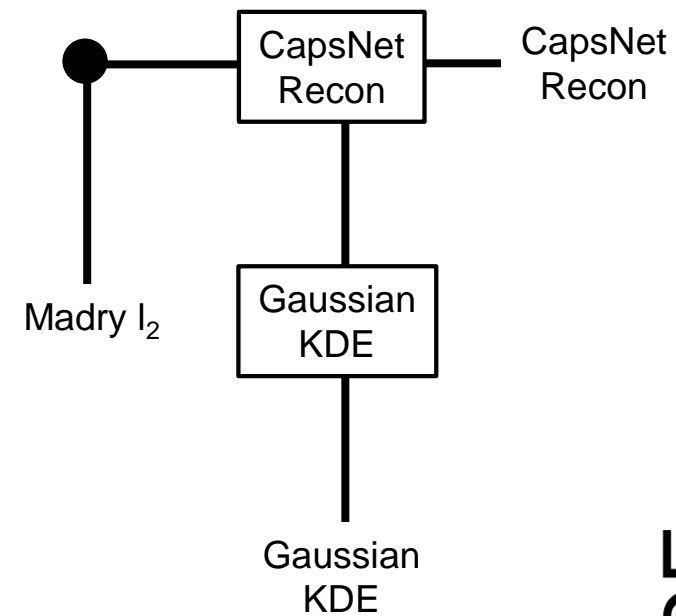 CapsNet
Recon
CapsNet
Recon
Madry l₂
Gaussian
KDE
Gaussian
KDE